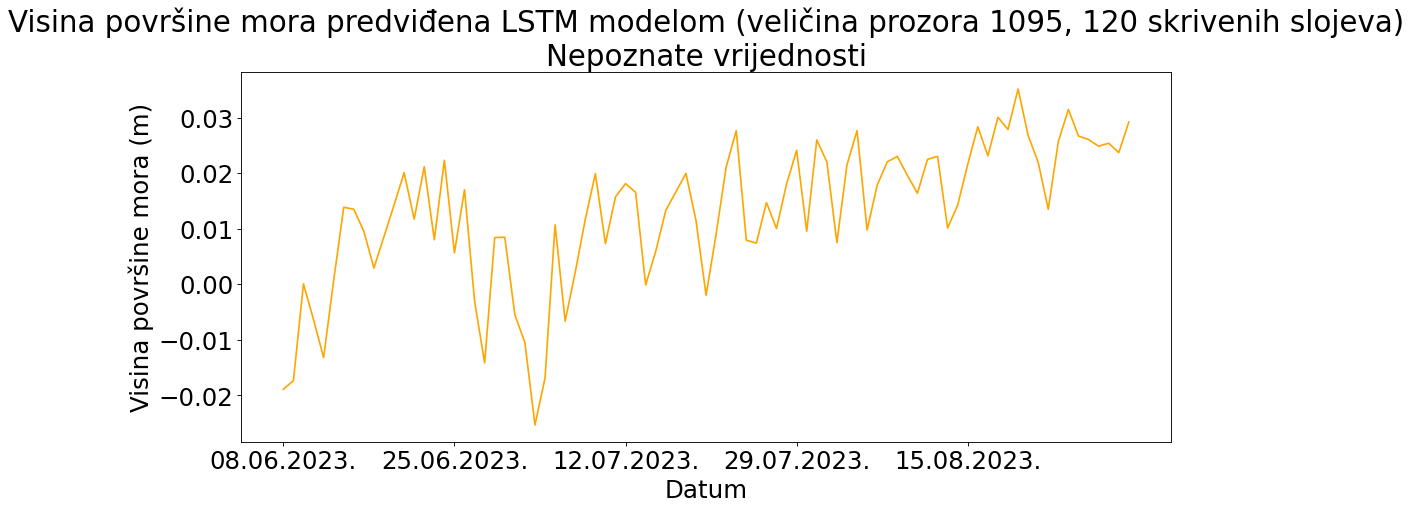 Visina površine mora predviđena LSTM modelom (veličina prozora 1095, 120 skrivenih slojeva)
Nepoznate vrijednosti
Visina površine mora (m)
0.03
0.02
0.01
0.00
−0.01
−0.02
08.06.2023. 25.06.2023. 12.07.2023. 29.07.2023. 15.08.2023.
Datum